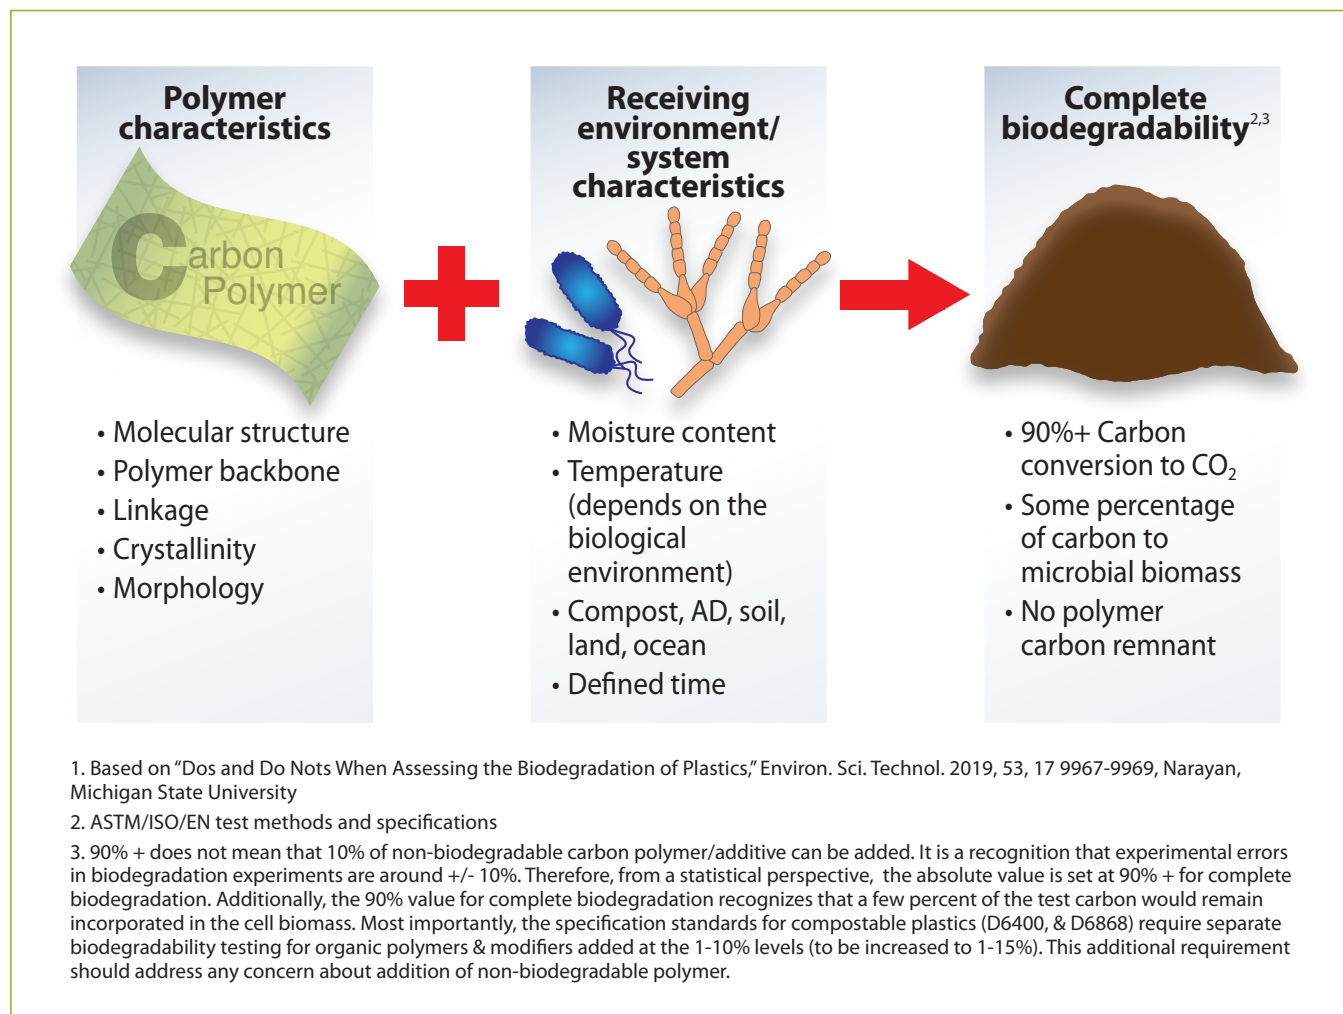 Polymer
characteristics
Carbon
Polymer
• Molecular structure
• Polymer backbone
• Linkage
• Crystallinity
• Morphology
Receiving
environment/
system
characteristics
• Moisture content
• Temperature
(depends on the
biological
environment)
• Compost, AD, soil,
land, ocean
• Defined time
Complete
biodegradability2,3
• 90%+ Carbon
conversion to CO2
• Some percentage
of carbon to
microbial biomass
• No polymer
carbon remnant
1. Based on “Dos and Do Nots When Assessing the Biodegradation of Plastics,” Environ. Sci. Technol. 2019, 53, 17 9967-9969, Narayan,
Michigan State University
2. ASTM/ISO/EN test methods and specifications
3. 90% + does not mean that 10% of non-biodegradable carbon polymer/additive can be added. It is a recognition that experimental errors
in biodegradation experiments are around +/- 10%. Therefore, from a statistical perspective, the absolute value is set at 90% + for complete
biodegradation. Additionally, the 90% value for complete biodegradation recognizes that a few percent of the test carbon would remain
incorporated in the cell biomass. Most importantly, the specification standards for compostable plastics (D6400, & D6868) require separate
biodegradability testing for organic polymers & modifiers added at the 1-10% levels (to be increased to 1-15%). This additional requirement
should address any concern about addition of non-biodegradable polymer.